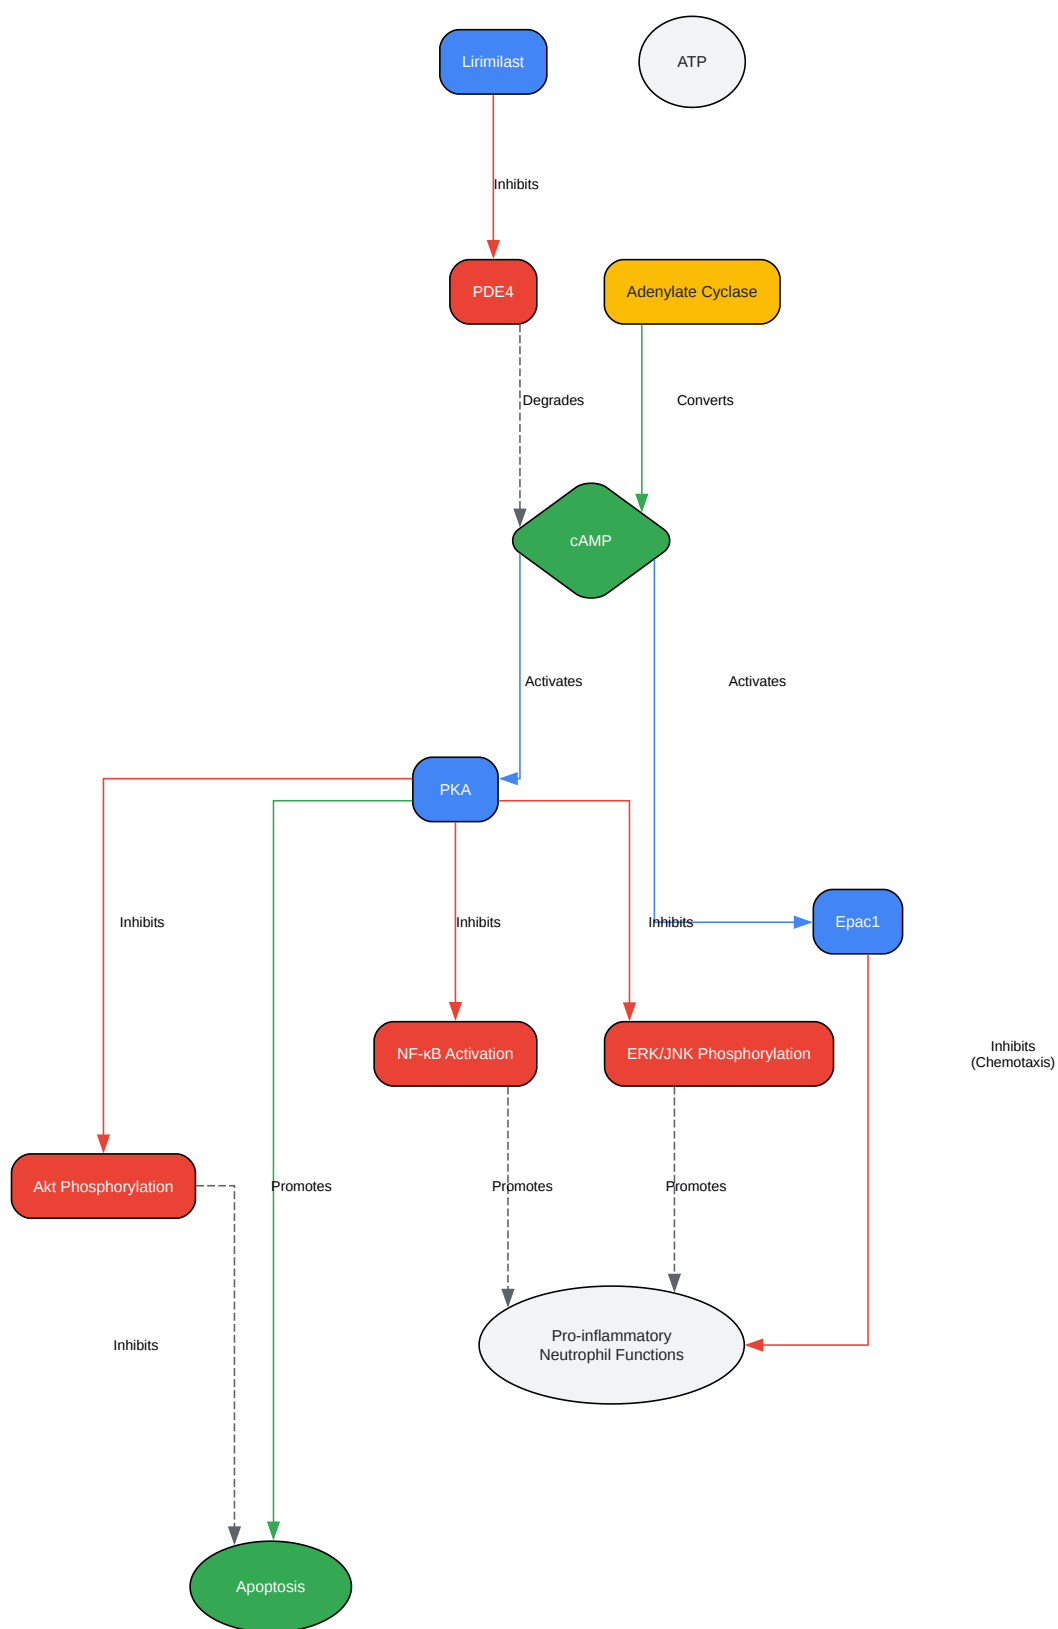 Lirimilast
ATP
Inhibits
PDE4
Adenylate Cyclase
Degrades
Converts
cAMP
Activates
Activates
PKA
Inhibits
Inhibits
Inhibits
Epac1
NF-κB Activation
ERK/JNK Phosphorylation
Inhibits
(Chemotaxis)
Akt Phosphorylation
Promotes
Promotes
Promotes
Inhibits
Pro-inflammatory
Neutrophil Functions
Apoptosis